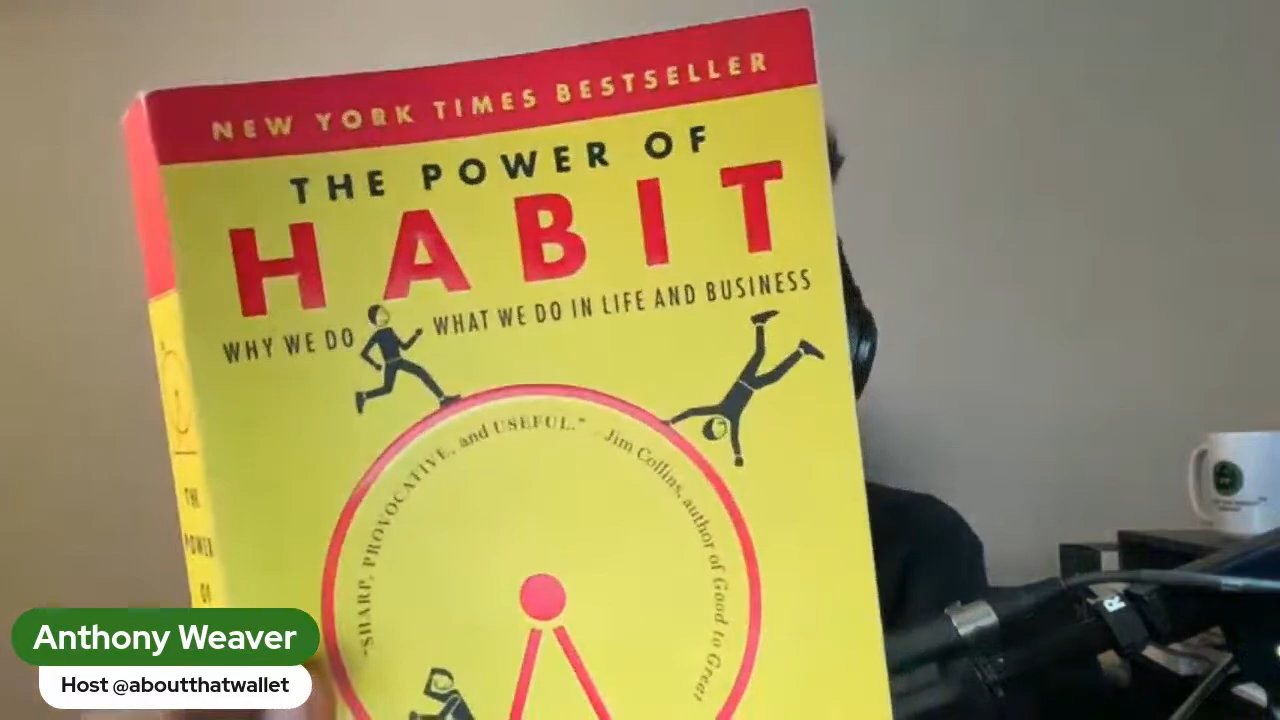 NEW YORK TIMES BESTSELLER
THE POWER OF
HABIT
WHY WE DO WHAT WE DO IN LIFE AND BUSINESS
"SHARP, PROVOCATIVE, and USEFUL." –Jim Collins, author of Good to Great
THE
POWER
OF
Anthony Weaver
Host @aboutthatwallet
R